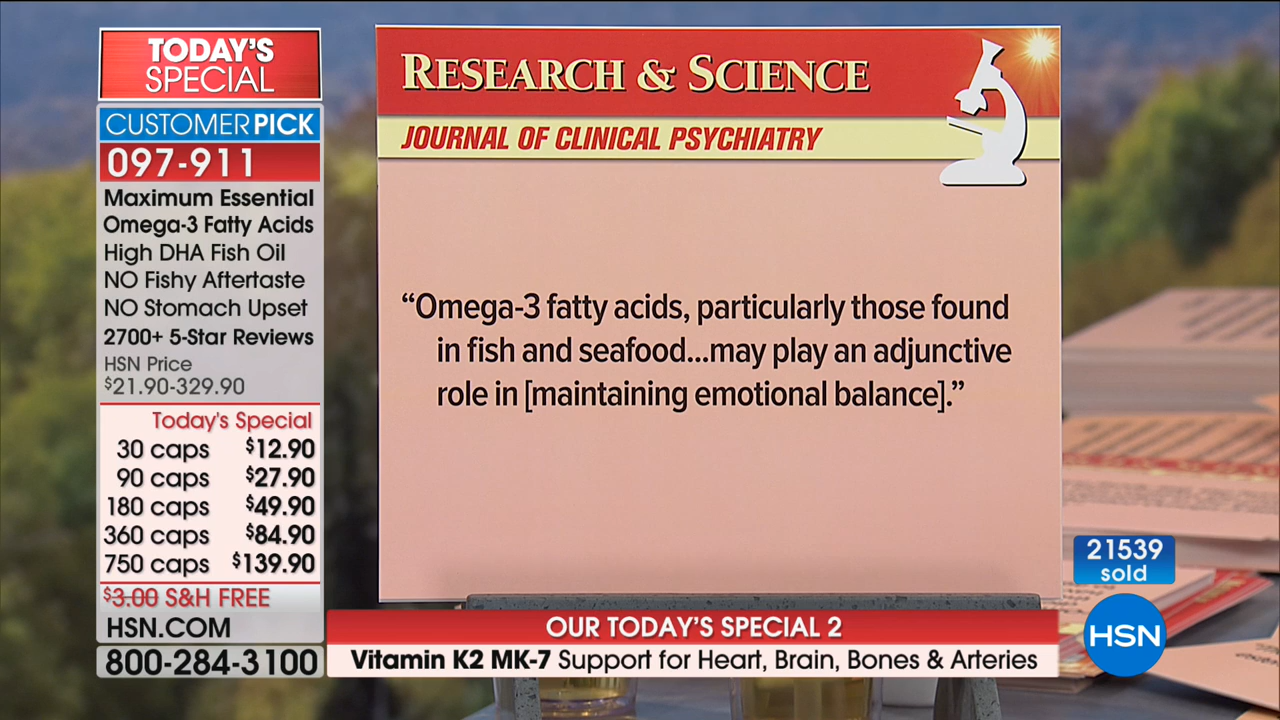 TODAY'S
SPECIAL
CUSTOMER PICK
097-911
Maximum Essential
Omega-3 Fatty Acids
High DHA Fish Oil
NO Fishy Aftertaste
NO Stomach Upset
2700+ 5-Star Reviews
HSN Price
$21.90-329.90
Today's Special
30 caps $12.90
90 caps $27.90
180 caps $49.90
360 caps $84.90
750 caps $139.90
$3.00 S&H FREE
HSN.COM
800-284-3100
RESEARCH & SCIENCE
JOURNAL OF CLINICAL PSYCHIATRY
“Omega-3 fatty acids, particularly those found
in fish and seafood...may play an adjunctive
role in [maintaining emotional balance].”
21539
sold
HSN
OUR TODAY'S SPECIAL 2
Vitamin K2 MK-7 Support for Heart, Brain, Bones & Arteries